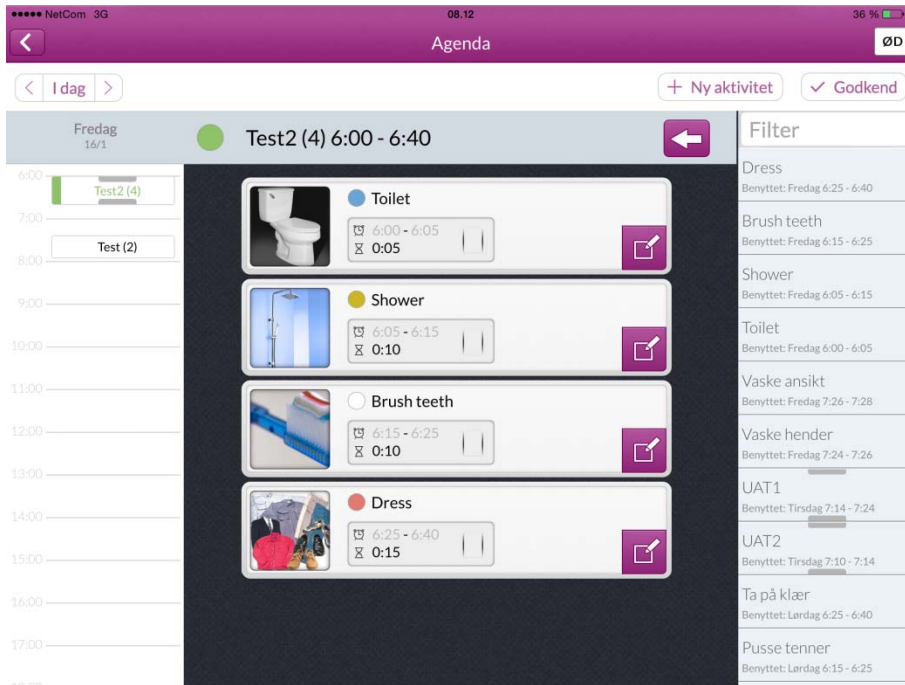 NetCom 3G
08.12
36 %
Agenda
ØD
I dag
+ Ny aktivitet
Godkend
Fredag
16/1
Test2 (4) 6:00 - 6:40
Filter
6:00
Test2 (4)
7:00
Test (2)
8:00
9:00
10:00
11:00
12:00
13:00
14:00
15:00
16:00
17:00
Toilet
6:00 - 6:05
0:05
Shower
6:05 - 6:15
0:10
Brush teeth
6:15 - 6:25
0:10
Dress
6:25 - 6:40
0:15
Dress
Benyttet: Fredag 6:25 - 6:40
Brush teeth
Benyttet: Fredag 6:15 - 6:25
Shower
Benyttet: Fredag 6:05 - 6:15
Toilet
Benyttet: Fredag 6:00 - 6:05
Vaske ansikt
Benyttet: Fredag 7:26 - 7:28
Vaske hender
Benyttet: Fredag 7:24 - 7:26
UAT1
Benyttet: Tirsdag 7:14 - 7:24
UAT2
Benyttet: Tirsdag 7:10 - 7:14
Ta på klær
Benyttet: Lørdag 6:25 - 6:40
Pusse tenner
Benyttet: Lørdag 6:15 - 6:25